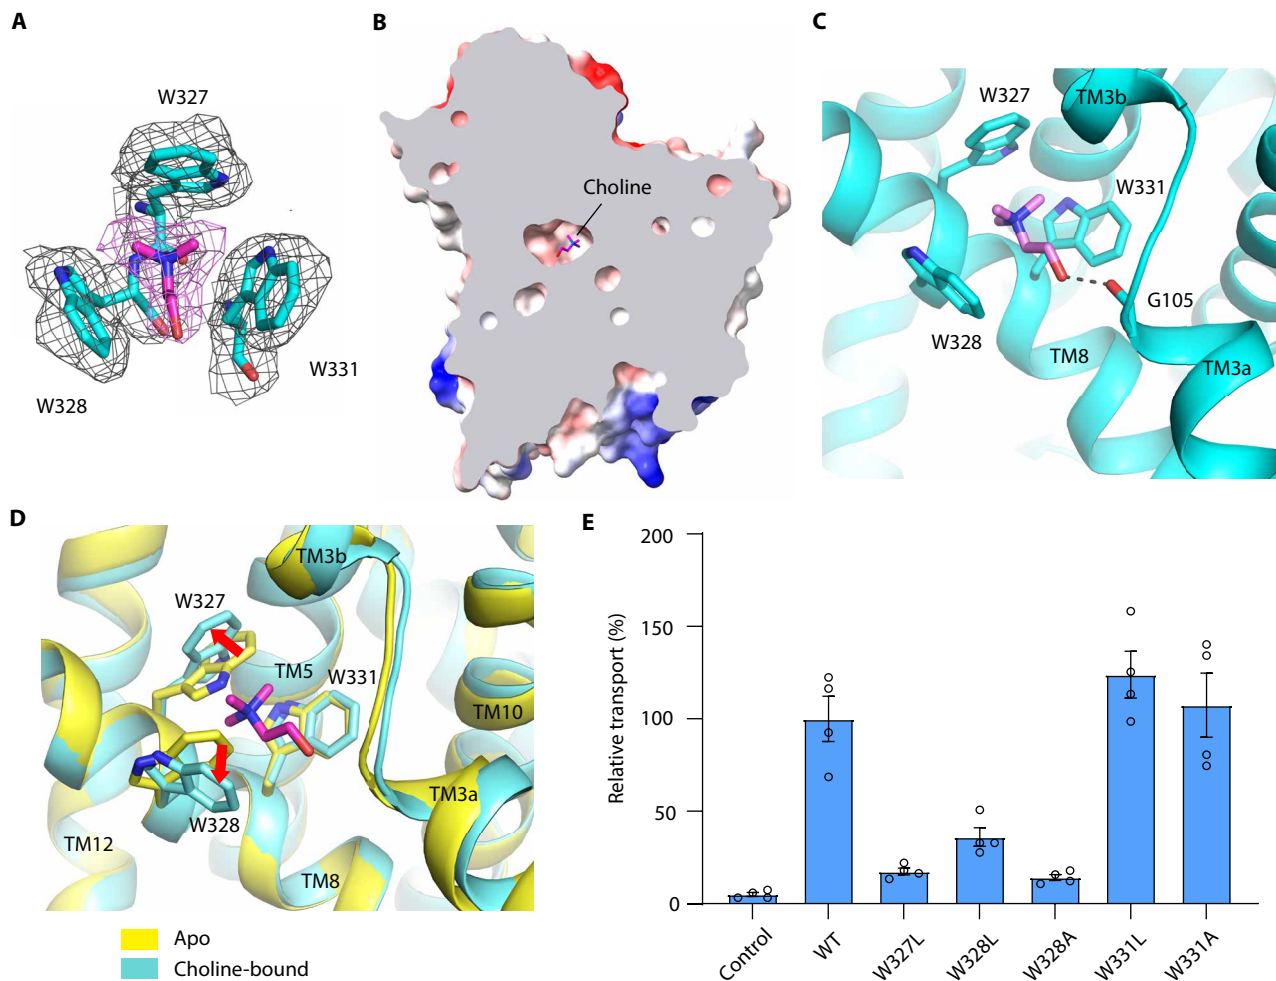 A
W327
W328
W331
B
Choline
C
W327
TM3b
W331
G105
W328
TM8
TM3a
D
TM3b
W327
TM5
W331
TM10
TM3a
W328
TM12
TM8
Apo
Choline-bound
E
Relative transport (%)
200
150
100
50
0
Control
WT
W327L
W328L
W328A
W331L
W331A